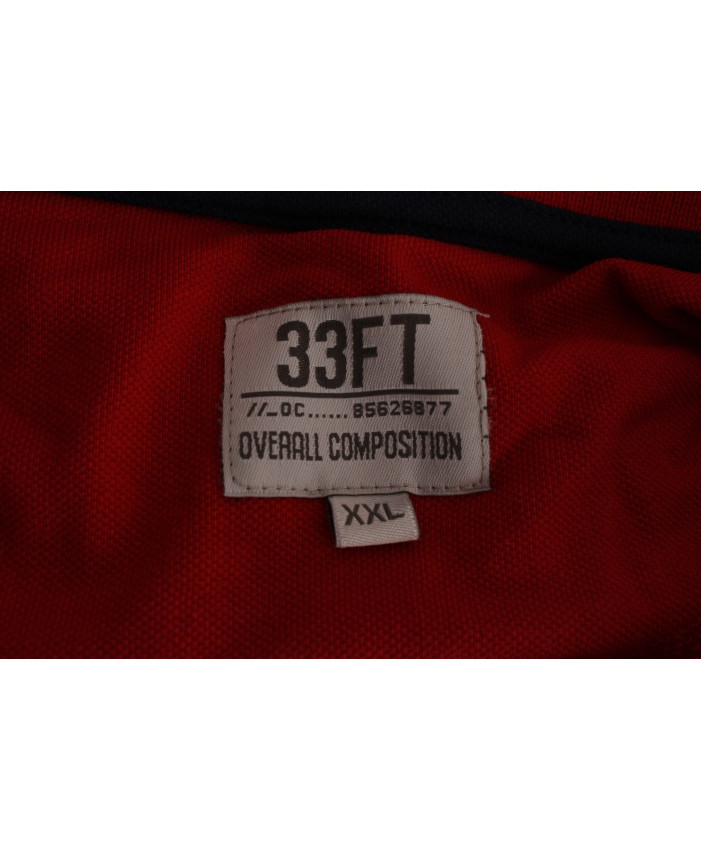 33FT
//_OC......85626877
OVERALL COMPOSITION
XXL